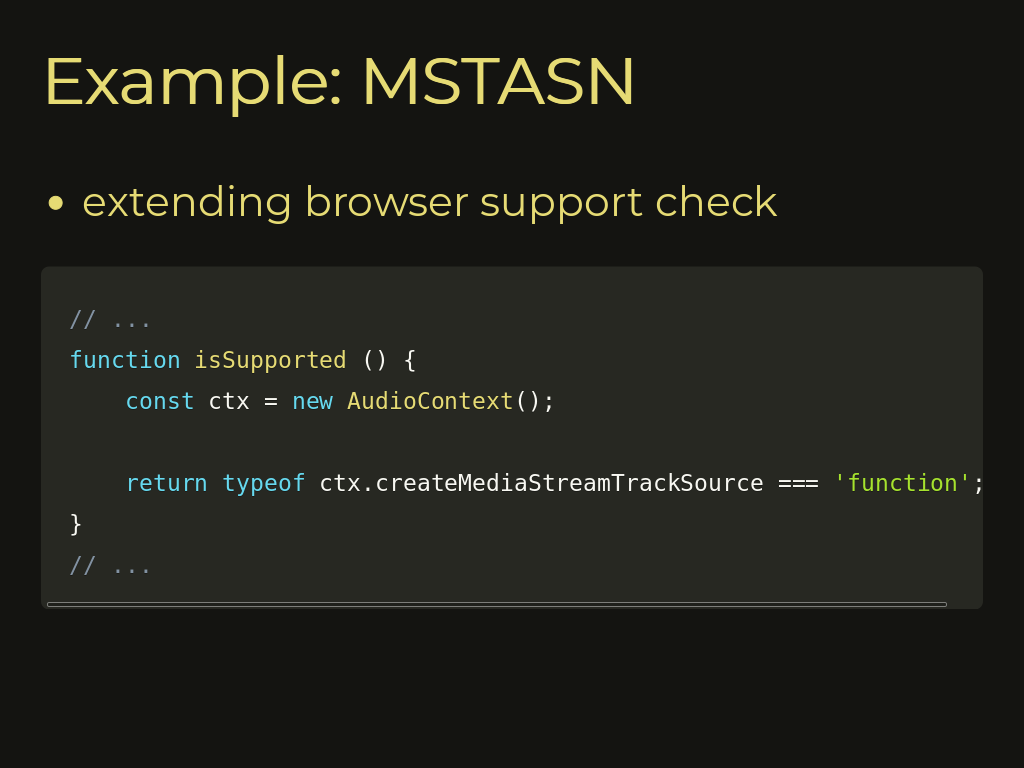 Example: MSTASN
• extending browser support check
// ...
function isSupported () {
    const ctx = new AudioContext();

    return typeof ctx.createMediaStreamTrackSource === 'function';
}
// ...